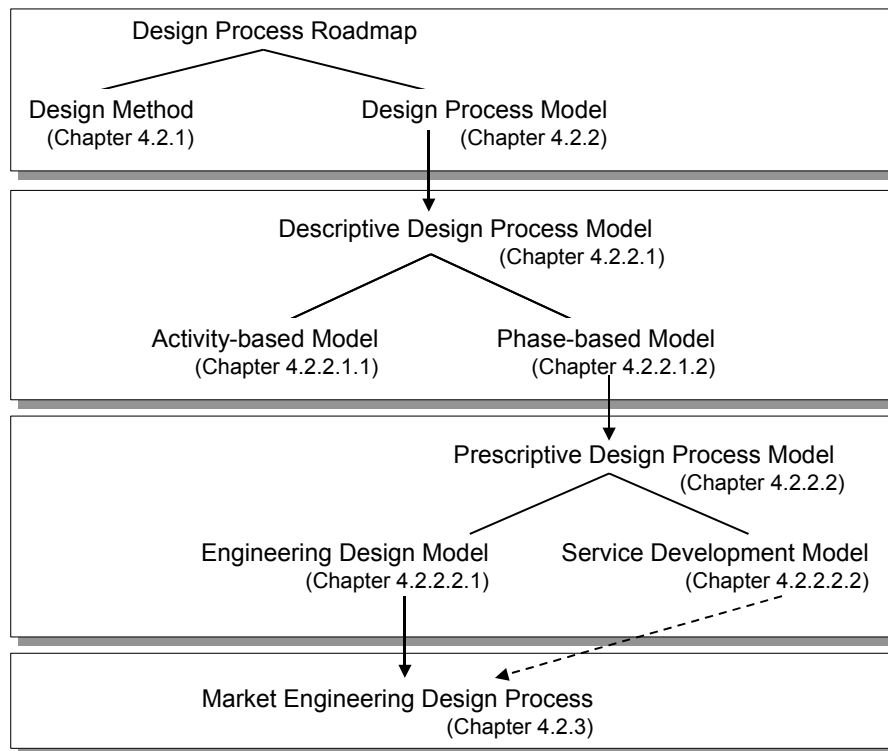 Design Process Roadmap
Design Method
(Chapter 4.2.1)
Design Process Model
(Chapter 4.2.2)
Descriptive Design Process Model
(Chapter 4.2.2.1)
Activity-based Model
(Chapter 4.2.2.1.1)
Phase-based Model
(Chapter 4.2.2.1.2)
Prescriptive Design Process Model
(Chapter 4.2.2.2)
Engineering Design Model
(Chapter 4.2.2.2.1)
Service Development Model
(Chapter 4.2.2.2.2)
Market Engineering Design Process
(Chapter 4.2.3)